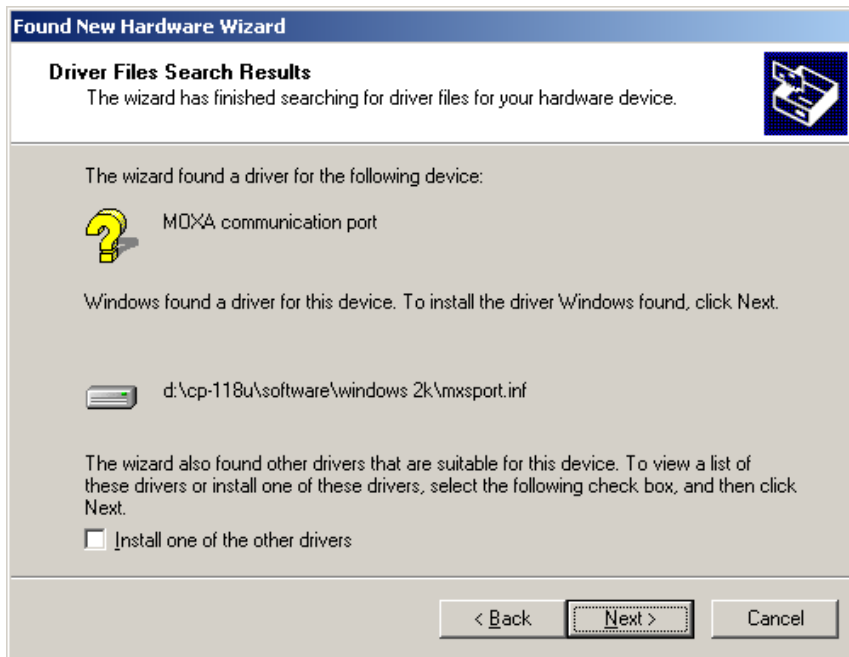 Found New Hardware Wizard
Driver Files Search Results
The wizard has finished searching for driver files for your hardware device.
The wizard found a driver for the following device:
MOXA communication port
Windows found a driver for this device. To install the driver Windows found, click Next.
d:\cp-118u\software\windows 2k\mxsport.inf
The wizard also found other drivers that are suitable for this device. To view a list of
these drivers or install one of these drivers, select the following check box, and then click
Next.
Install one of the other drivers
< Back Next > Cancel